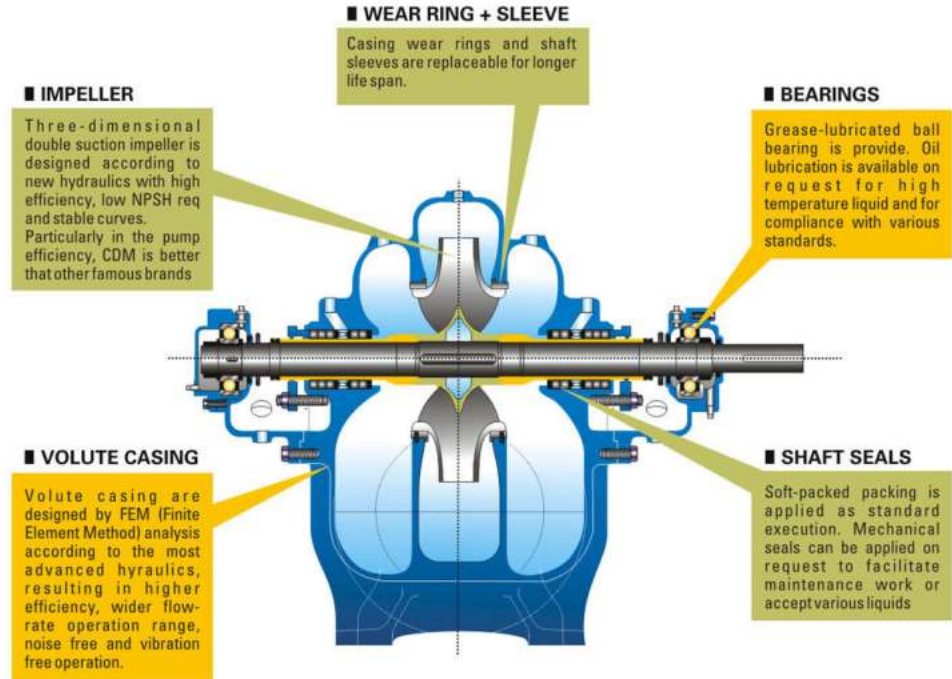 WEAR RING + SLEEVE
Casing wear rings and shaft
sleeves are replaceable for longer
life span.
IMPELLER
Three-dimensional
double suction impeller is
designed according to
new hydraulics with high
efficiency, low NPSH req
and stable curves.
Particularly in the pump
efficiency, CDM is better
that other famous brands
BEARINGS
Grease-lubricated ball
bearing is provide. Oil
lubrication is available on
request for high
temperature liquid and for
compliance with various
standards.
VOLUTE CASING
Volute casing are
designed by FEM (Finite
Element Method) analysis
according to the most
advanced hyraulics,
resulting in higher
efficiency, wider flow-
rate operation range,
noise free and vibration
free operation.
SHAFT SEALS
Soft-packed packing is
applied as standard
execution. Mechanical
seals can be applied on
request to facilitate
maintenance work or
accept various liquids